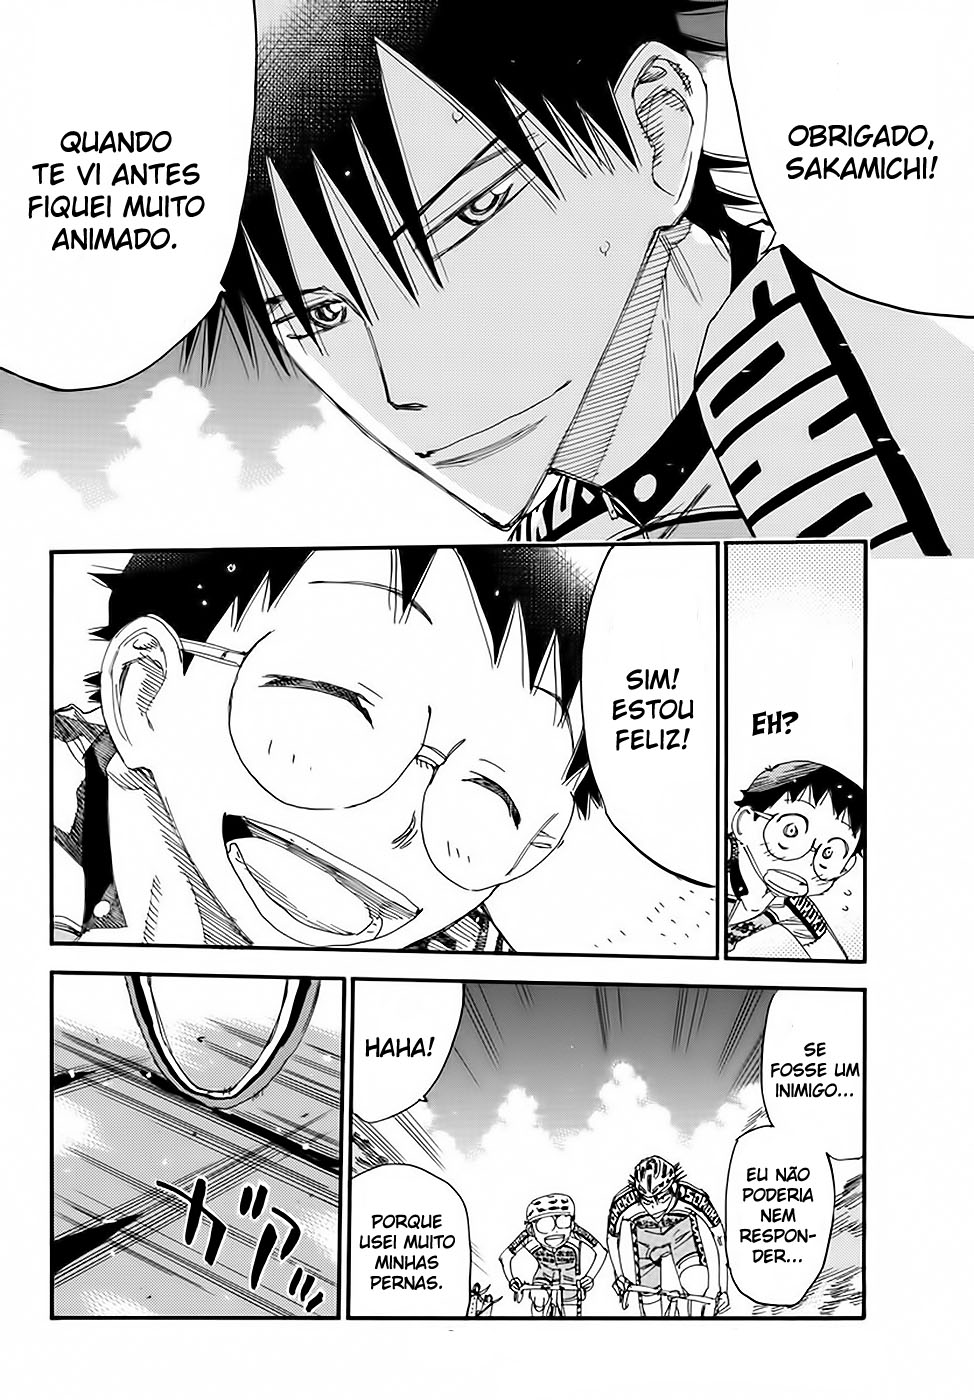 OBRIGADO,
SAKAMICHI!
QUANDO
TE VI ANTES
FIQUEI MUITO
ANIMADO.
EH?
SIM!
ESTOU
FELIZ!
SE
FOSSE UM
INIMIGO...
EU NÃO
PODERIA
NEM
RESPON-
DER...
HAHA!
PORQUE
USEI MUITO
MINHAS
PERNAS.
ガァッ